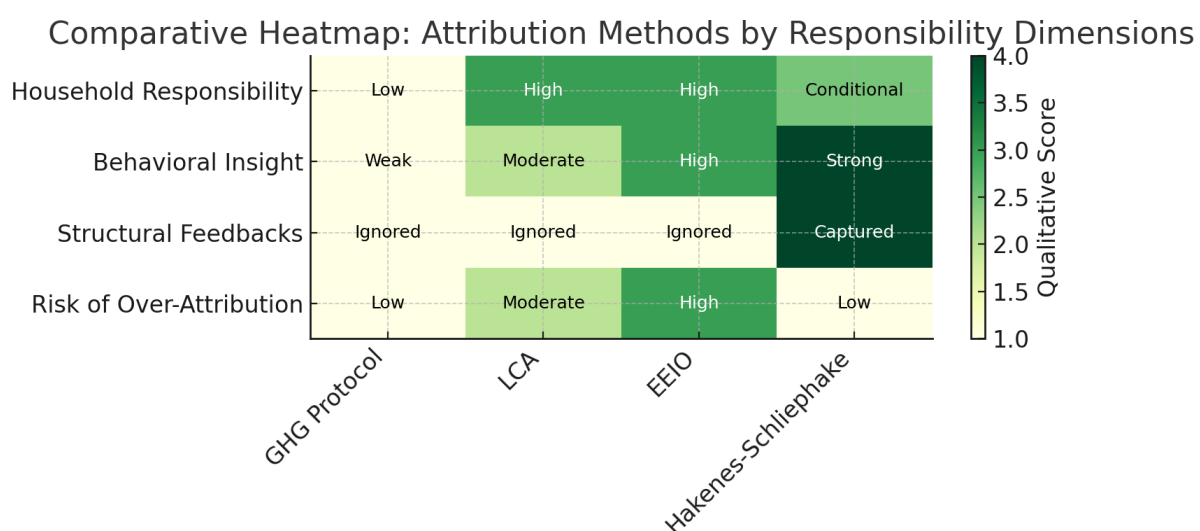 Comparative Heatmap: Attribution Methods by Responsibility Dimensions
Household Responsibility Low High High Conditional
Behavioral Insight Weak Moderate High Strong
Structural Feedbacks Ignored Ignored Ignored Captured
Risk of Over-Attribution Low Moderate High Low
GHG Protocol LCA EEIO Hakenes-Schliephake
4.0
3.5
3.0
2.5
2.0
1.5
1.0
Qualitative Score